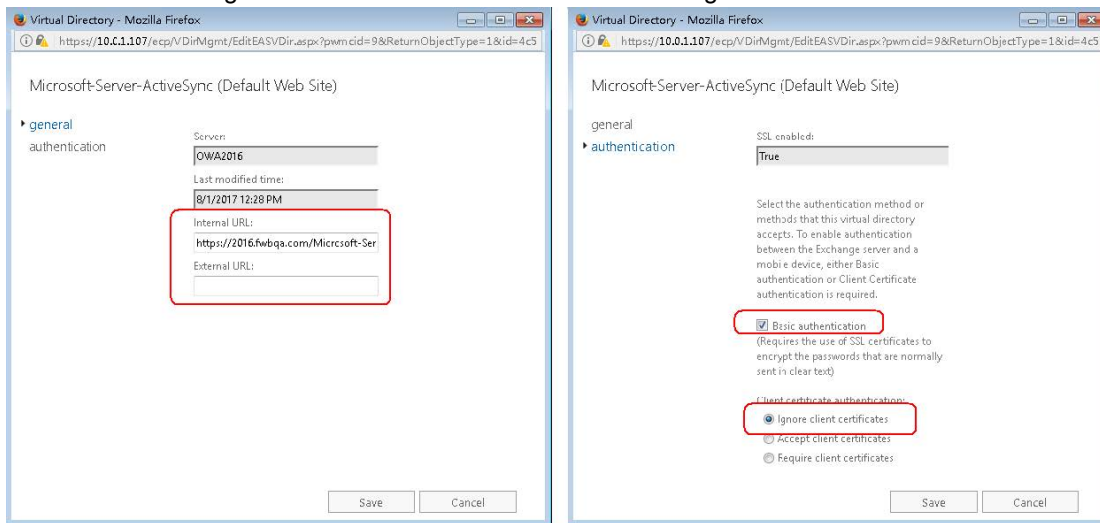 Virtual Directory - Mozilla Firefox
https://10.0.1.107/ecp/VDirMgmt/EditEASVDir.aspx?pwmcid=9&ReturnObjectType=1&id=4c5
Microsoft-Server-ActiveSync (Default Web Site)
general
authentication
Server:
OWA2016
Last modified time:
8/1/2017 12:28 PM
Internal URL:
https://2016.fwbqa.com/Microsoft-Ser
External URL:
Save Cancel
Virtual Directory - Mozilla Firefox
https://10.0.1.107/ecp/VDirMgmt/EditEASVDir.aspx?pwmcid=9&ReturnObjectType=1&id=4c5
Microsoft-Server-ActiveSync (Default Web Site)
general
authentication
SSL enabled:
True
Select the authentication method or
methods that this virtual directory
accepts. To enable authentication
between the Exchange server and a
mobile device, either Basic
authentication or Client Certificate
authentication is required.
Basic authentication
(Requires the use of SSL certificates to
encrypt the passwords that are normally
sent in clear text)
Client certificate authentication:
Ignore client certificates
Accept client certificates
Require client certificates
Save Cancel